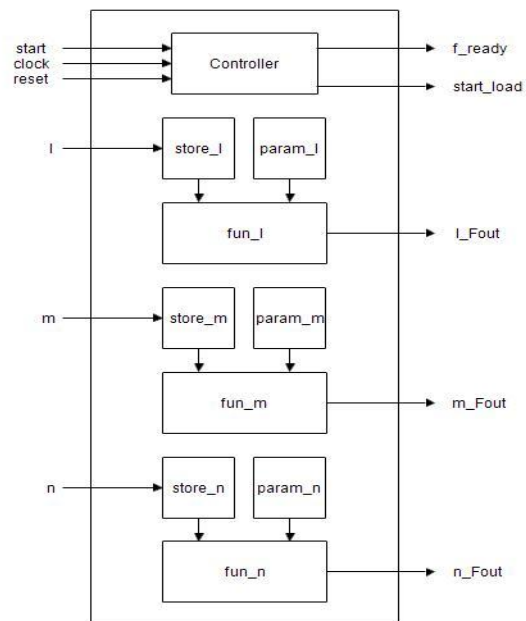 start
clock
reset
Controller
f_ready
start_load
l
store_l
param_l
fun_l
l_Fout
m
store_m
param_m
fun_m
m_Fout
n
store_n
param_n
fun_n
n_Fout